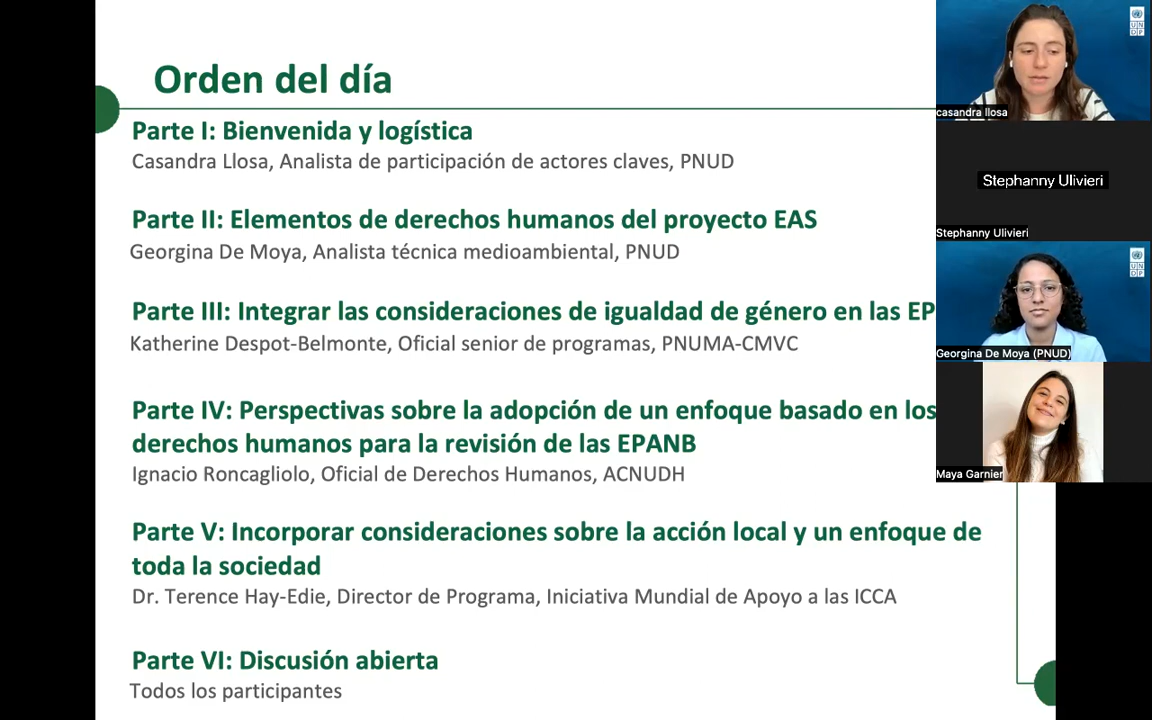 Orden del día
Parte I: Bienvenida y logística
Casandra Llosa, Analista de participación de actores claves, PNUD
Parte II: Elementos de derechos humanos del proyecto EAS
Georgina De Moya, Analista técnica medioambiental, PNUD
Parte III: Integrar las consideraciones de igualdad de género en las EP
Katherine Despot-Belmonte, Oficial senior de programas, PNUMA-CMVC
Parte IV: Perspectivas sobre la adopción de un enfoque basado en los
derechos humanos para la revisión de las EPANB
Ignacio Roncagliolo, Oficial de Derechos Humanos, ACNUDH
Parte V: Incorporar consideraciones sobre la acción local y un enfoque de
toda la sociedad
Dr. Terence Hay-Edie, Director de Programa, Iniciativa Mundial de Apoyo a las ICCA
Parte VI: Discusión abierta
Todos los participantes
UN
DP
casandra llosa
Stephanny Ulivieri
Stephanny Ulivieri
UN
DP
Georgina De Moya (PNUD)
Maya Garnier